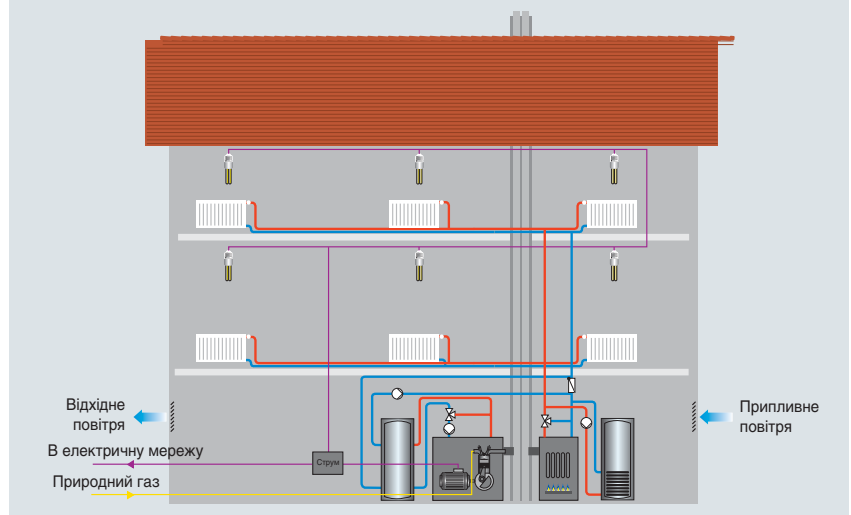 Відхідне
повітря
Припливне
повітря
В електричну мережу
Струм
Природний газ